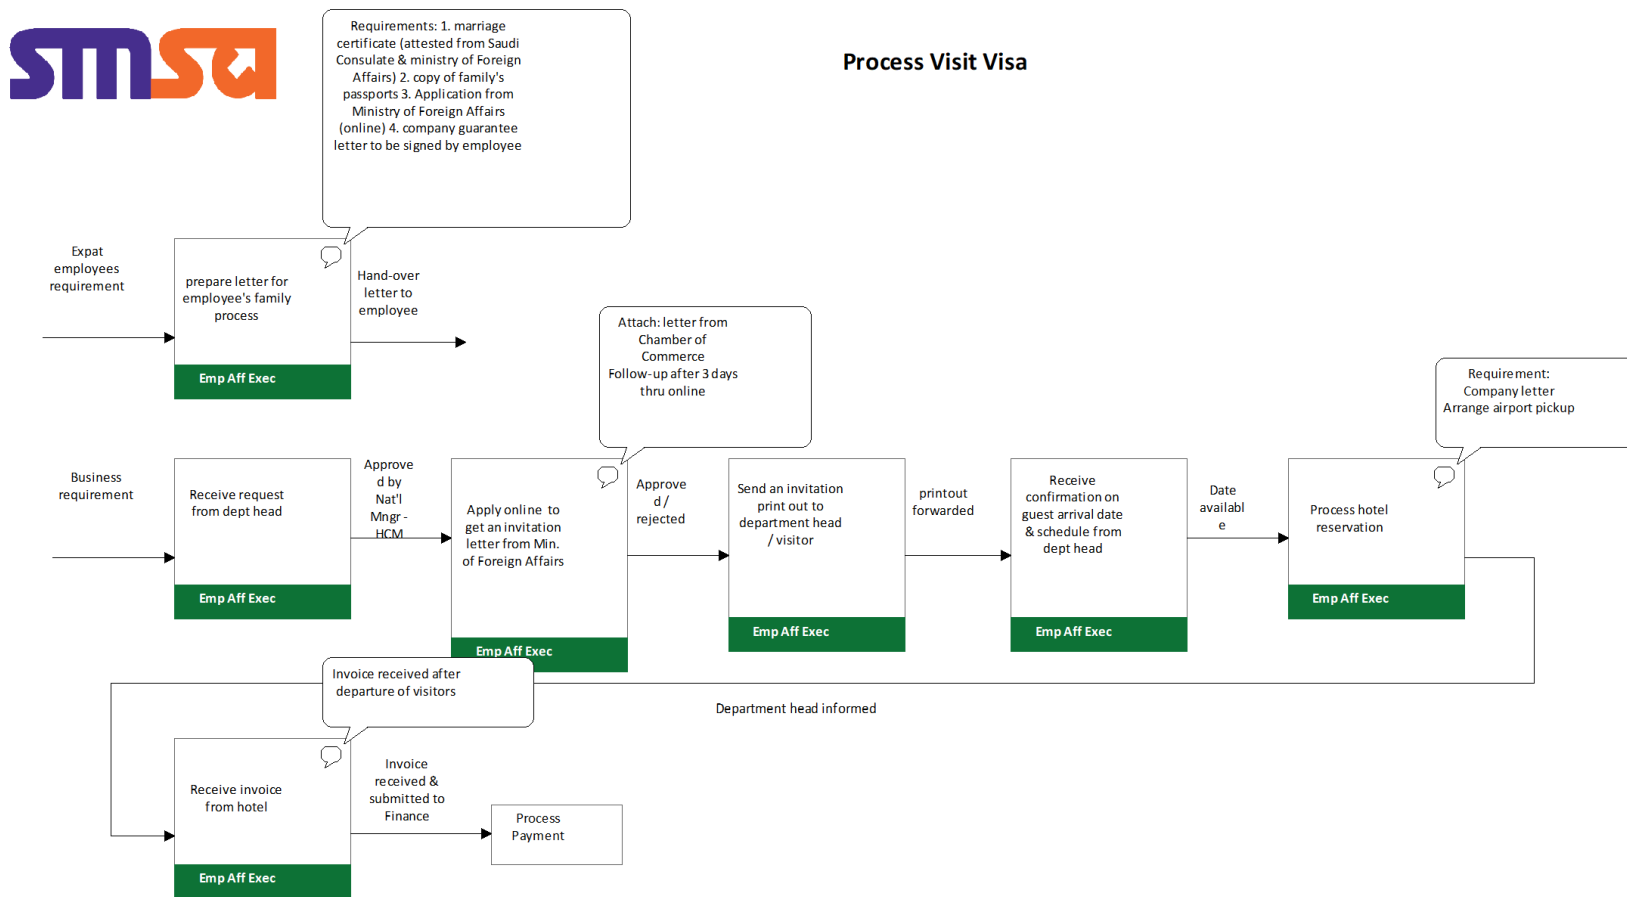 smsa
Process Visit Visa
Requirements: 1. marriage
certificate (attested from Saudi
Consulate & ministry of Foreign
Affairs) 2. copy of family's
passports 3. Application from
Ministry of Foreign Affairs
(online) 4. company guarantee
letter to be signed by employee
Expat
employees
requirement
prepare letter for
employee's family
process
Emp Aff Exec
Hand-over
letter to
employee
Attach: letter from
Chamber of
Commerce
Follow-up after 3 days
thru online
Requirement:
Company letter
Arrange airport pickup
Business
requirement
Receive request
from dept head
Emp Aff Exec
Approve
d by
Nat'l
Mngr -
HCM
Apply online to
get an invitation
letter from Min.
of Foreign Affairs
Emp Aff Exec
Approve
d /
rejected
Send an invitation
print out to
department head
/ visitor
Emp Aff Exec
printout
forwarded
Receive
confirmation on
guest arrival date
& schedule from
dept head
Emp Aff Exec
Date
availabl
e
Process hotel
reservation
Emp Aff Exec
Department head informed
Invoice received after
departure of visitors
Receive invoice
from hotel
Emp Aff Exec
Invoice
received &
submitted to
Finance
Process
Payment